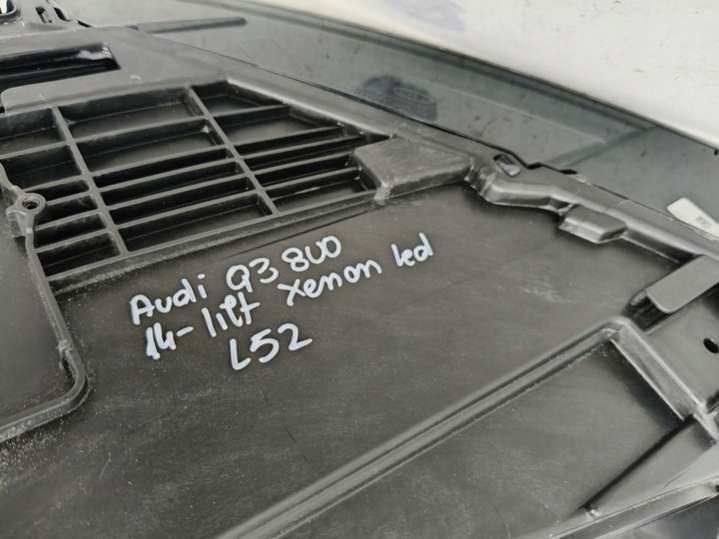 Audi Q3 8U0
14-lift xenon led
L52